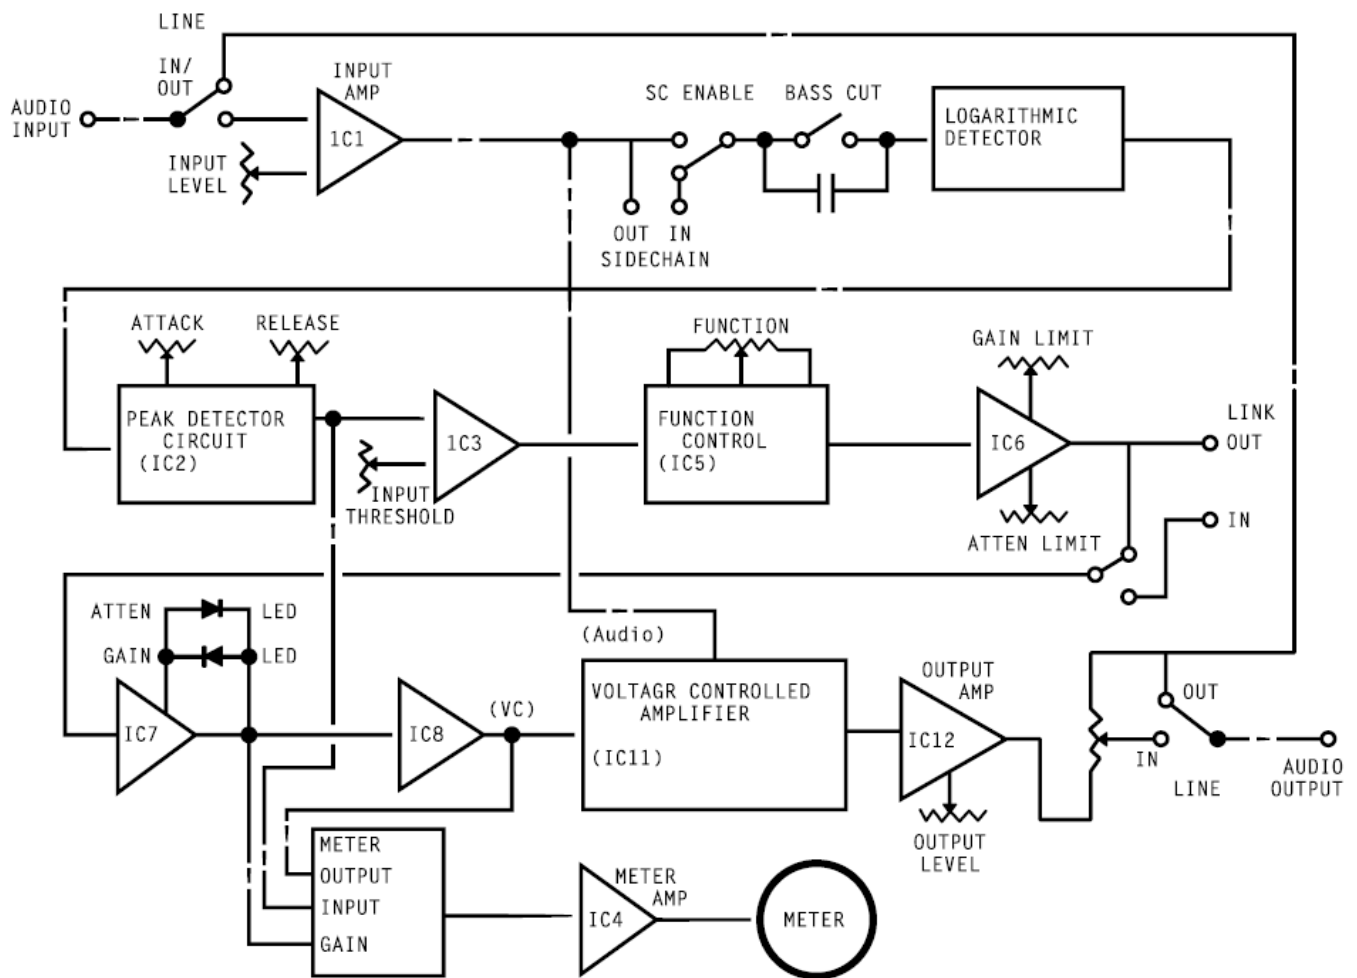 LINE
IN/
OUT
AUDIO
INPUT
INPUT
AMP
1C1
INPUT
LEVEL
SC ENABLE
BASS CUT
LOGARITHMIC
DETECTOR
OUT IN
SIDECHAIN
ATTACK
RELEASE
PEAK DETECTOR
CIRCUIT
(IC2)
1C3
INPUT
THRESHOLD
FUNCTION
FUNCTION
CONTROL
(IC5)
GAIN LIMIT
IC6
ATTEN LIMIT
LINK
OUT
IN
ATTEN
LED
GAIN
LED
IC7
IC8
(VC)
(Audio)
VOLTAGR CONTROLLED
AMPLIFIER
(IC11)
OUTPUT
AMP
IC12
OUTPUT
LEVEL
OUT
IN
LINE
AUDIO
OUTPUT
METER
OUTPUT
INPUT
GAIN
METER
AMP
IC4
METER